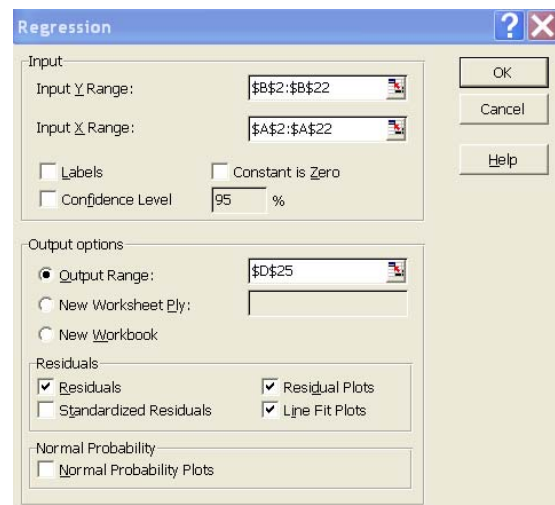 Regression
Input
Input Y Range: $B$2:$B$22
Input X Range: $A$2:$A$22
Labels Constant is Zero
Confidence Level 95 %
OK
Cancel
Help
Output options
Output Range: $D$25
New Worksheet Ply:
New Workbook
Residuals
Residuals Residual Plots
Standardized Residuals Line Fit Plots
Normal Probability
Normal Probability Plots